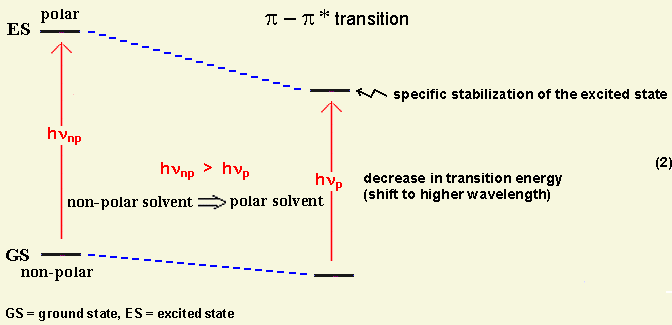 π – π* transition
polar
ES
specific stabilization of the excited state
hνnp
hνnp > hνp
hνp
decrease in transition energy
(shift to higher wavelength)
(2)
non-polar solvent ⟹ polar solvent
GS
non-polar
GS = ground state, ES = excited state